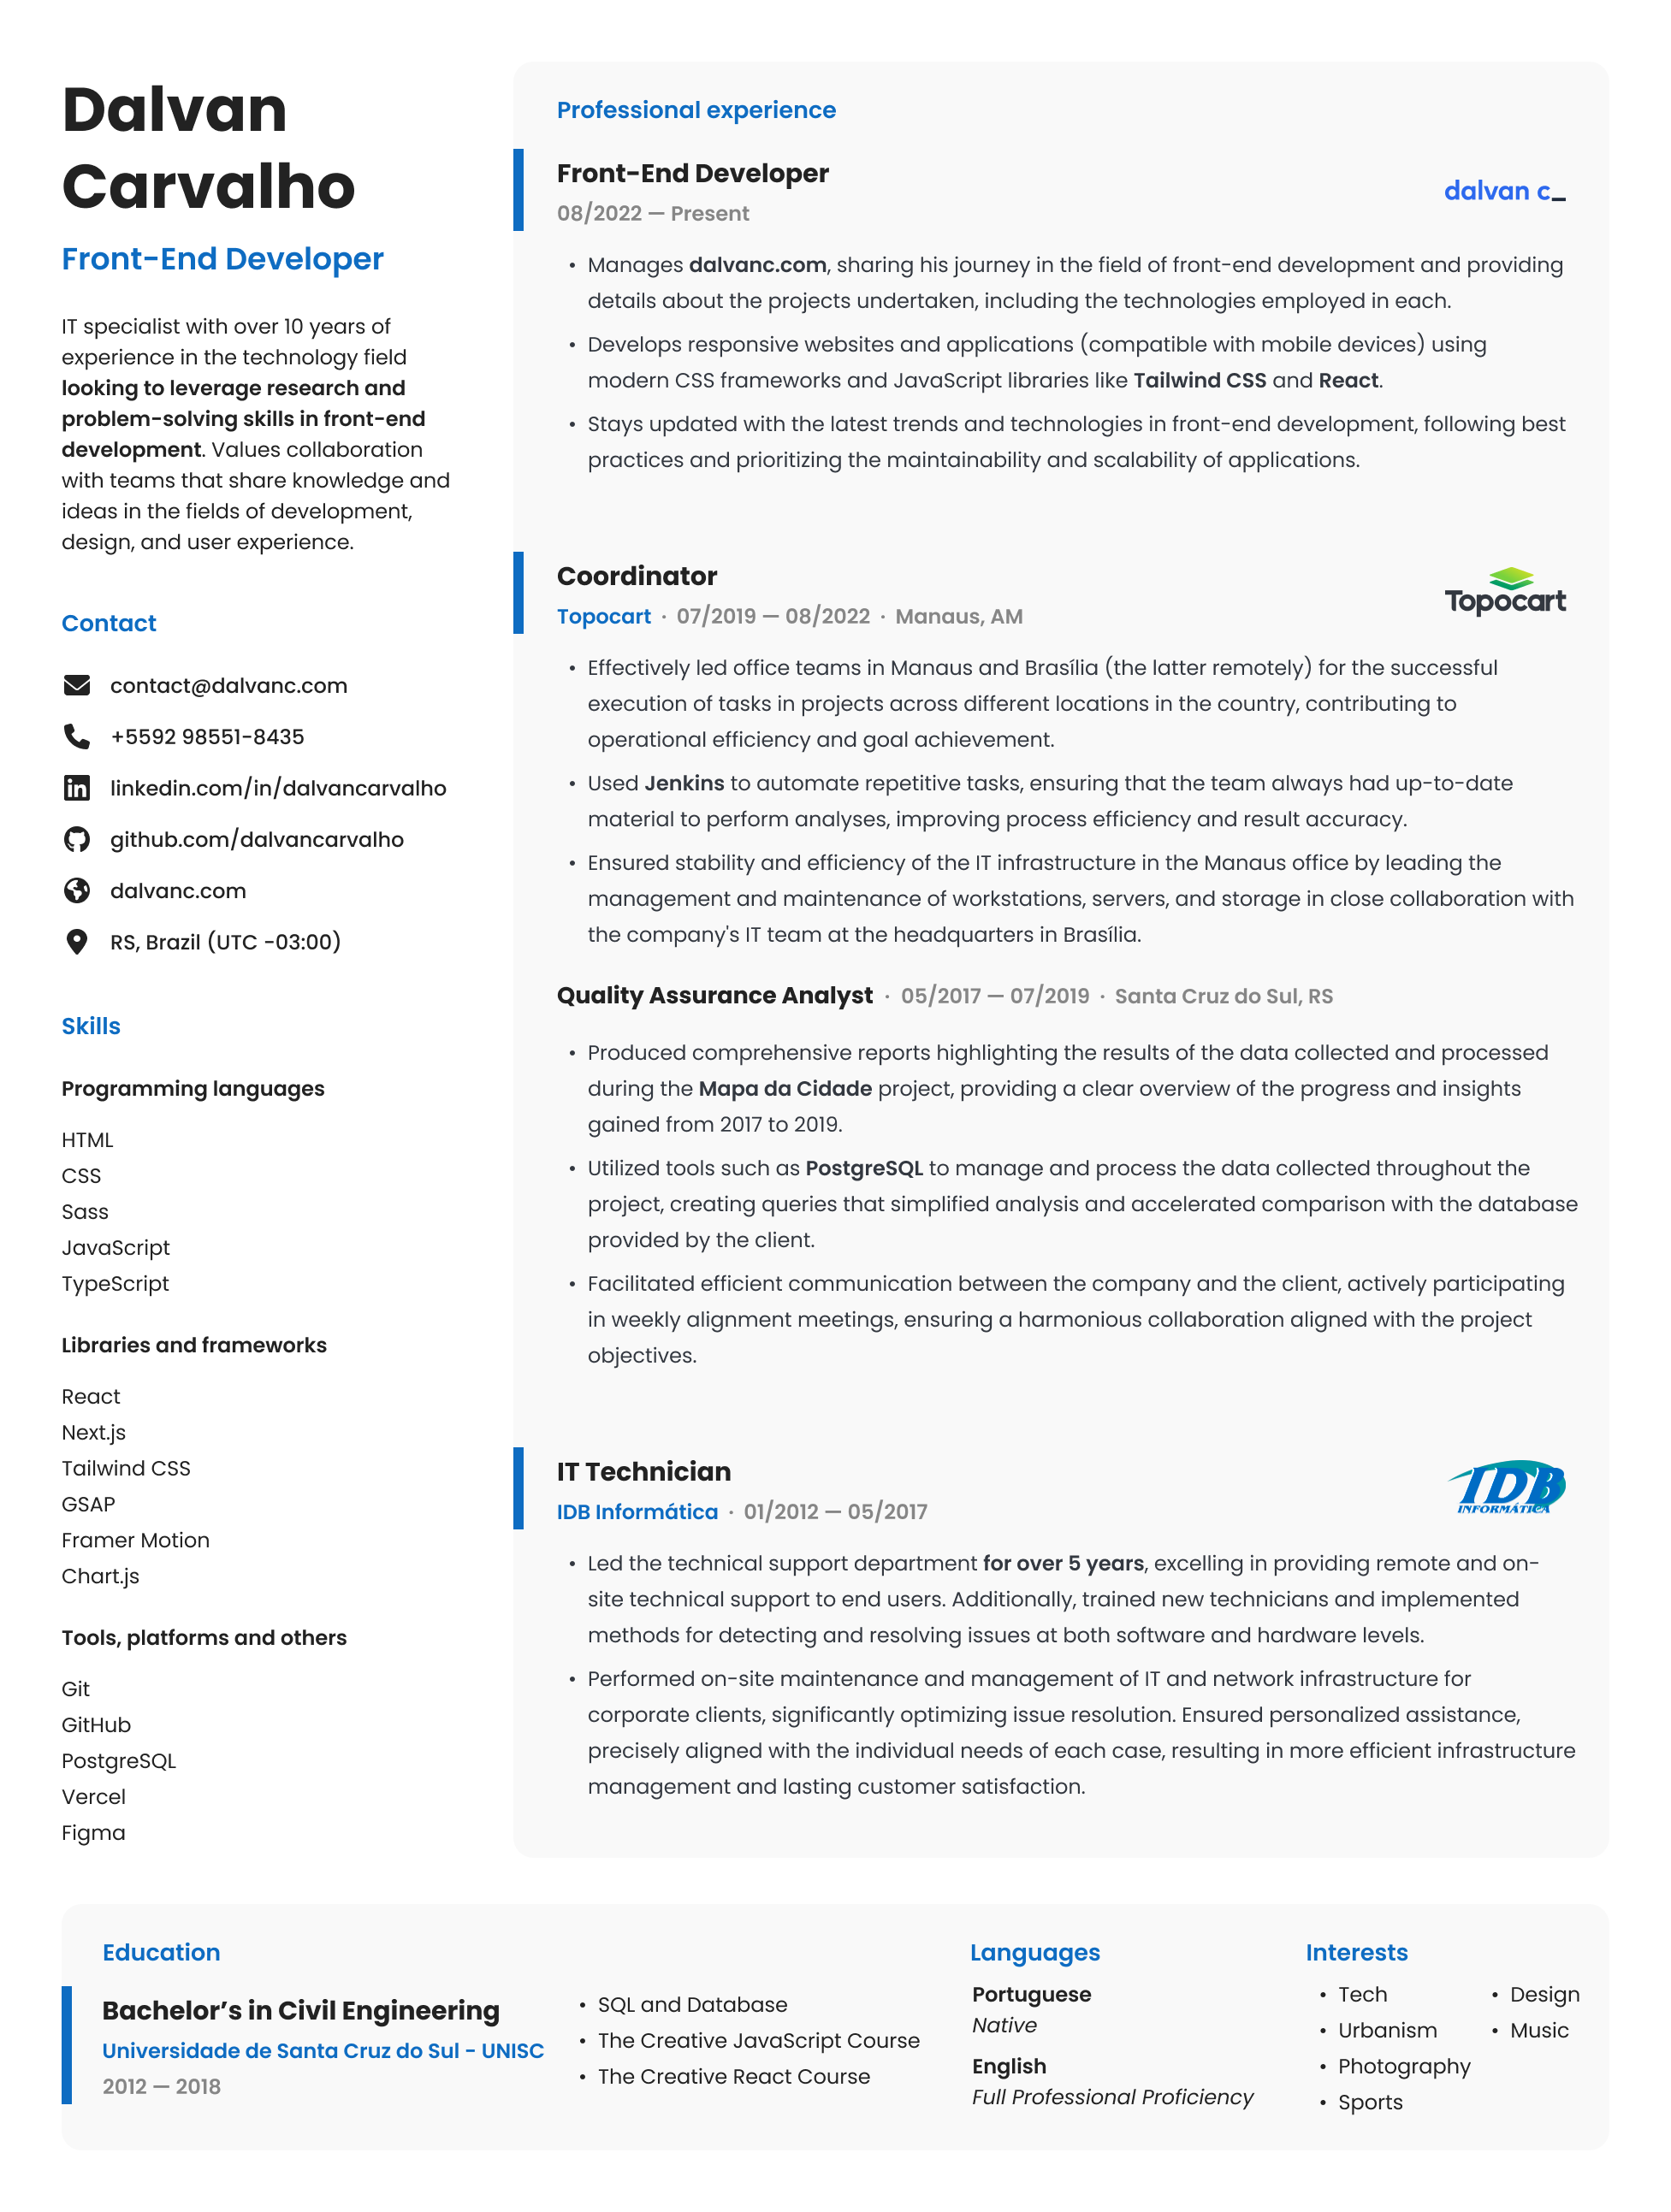 Dalvan
Carvalho
Front-End Developer
IT specialist with over 10 years of
experience in the technology field
looking to leverage research and
problem-solving skills in front-end
development. Values collaboration
with teams that share knowledge and
ideas in the fields of development,
design, and user experience.
Contact
contact@dalvanc.com
+5592 98551-8435
linkedin.com/in/dalvancarvalho
github.com/dalvancarvalho
dalvanc.com
RS, Brazil (UTC -03:00)
Skills
Programming languages
HTML
CSS
Sass
JavaScript
TypeScript
Libraries and frameworks
React
Next.js
Tailwind CSS
GSAP
Framer Motion
Chart.js
Tools, platforms and others
Git
GitHub
PostgreSQL
Vercel
Figma
Professional experience
Front-End Developer
08/2022 — Present
dalvan c_
• Manages dalvanc.com, sharing his journey in the field of front-end development and providing
details about the projects undertaken, including the technologies employed in each.
• Develops responsive websites and applications (compatible with mobile devices) using
modern CSS frameworks and JavaScript libraries like Tailwind CSS and React.
• Stays updated with the latest trends and technologies in front-end development, following best
practices and prioritizing the maintainability and scalability of applications.
Coordinator
Topocart · 07/2019 — 08/2022 · Manaus, AM
Topocart
• Effectively led office teams in Manaus and Brasília (the latter remotely) for the successful
execution of tasks in projects across different locations in the country, contributing to
operational efficiency and goal achievement.
• Used Jenkins to automate repetitive tasks, ensuring that the team always had up-to-date
material to perform analyses, improving process efficiency and result accuracy.
• Ensured stability and efficiency of the IT infrastructure in the Manaus office by leading the
management and maintenance of workstations, servers, and storage in close collaboration with
the company's IT team at the headquarters in Brasília.
Quality Assurance Analyst · 05/2017 — 07/2019 · Santa Cruz do Sul, RS
• Produced comprehensive reports highlighting the results of the data collected and processed
during the Mapa da Cidade project, providing a clear overview of the progress and insights
gained from 2017 to 2019.
• Utilized tools such as PostgreSQL to manage and process the data collected throughout the
project, creating queries that simplified analysis and accelerated comparison with the database
provided by the client.
• Facilitated efficient communication between the company and the client, actively participating
in weekly alignment meetings, ensuring a harmonious collaboration aligned with the project
objectives.
IT Technician
IDB Informática · 01/2012 — 05/2017
IDB
INFORMÁTICA
• Led the technical support department for over 5 years, excelling in providing remote and on-
site technical support to end users. Additionally, trained new technicians and implemented
methods for detecting and resolving issues at both software and hardware levels.
• Performed on-site maintenance and management of IT and network infrastructure for
corporate clients, significantly optimizing issue resolution. Ensured personalized assistance,
precisely aligned with the individual needs of each case, resulting in more efficient infrastructure
management and lasting customer satisfaction.
Education
Bachelor’s in Civil Engineering
Universidade de Santa Cruz do Sul - UNISC
2012 — 2018
• SQL and Database
• The Creative JavaScript Course
• The Creative React Course
Languages
Portuguese
Native
English
Full Professional Proficiency
Interests
• Tech
• Urbanism
• Photography
• Sports
• Design
• Music